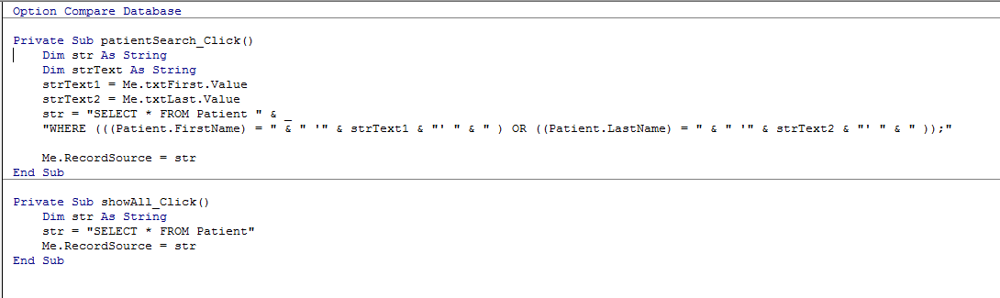 Option Compare Database
Private Sub patientSearch_Click()
Dim str As String
Dim strText As String
strText1 = Me.txtFirst.Value
strText2 = Me.txtLast.Value
str = "SELECT * FROM Patient " & _
"WHERE (((Patient.FirstName) = " & " '" & strText1 & "' " & " ) OR ((Patient.LastName) = " & " '" & strText2 & "' " & " ));"
Me.RecordSource = str
End Sub
Private Sub showAll_Click()
Dim str As String
str = "SELECT * FROM Patient"
Me.RecordSource = str
End Sub